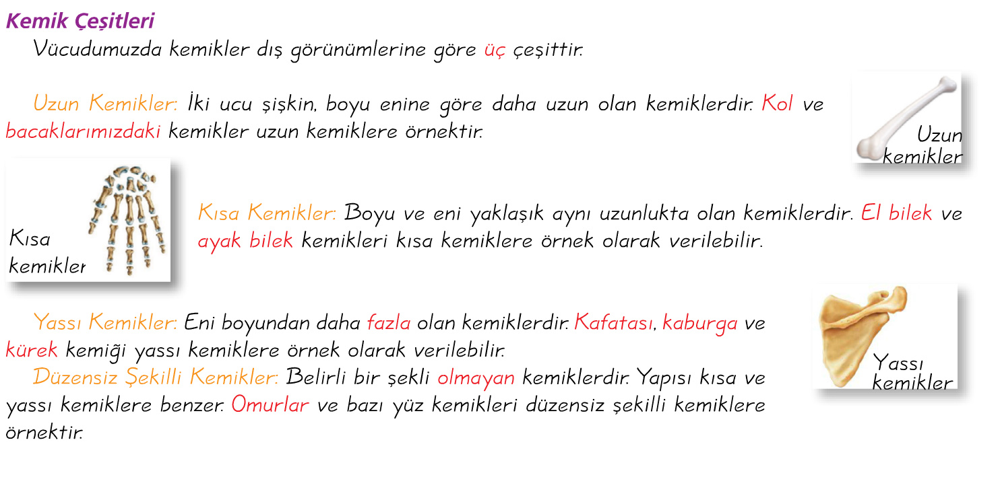 Kemik Çeşitleri
Vücudumuzda kemikler dış görünümlerine göre üç çeşittir.
Uzun Kemikler: İki ucu şişkin, boyu enine göre daha uzun olan kemiklerdir. Kol ve
bacaklarımızdaki kemikler uzun kemiklere örnektir.
Uzun
kemikler
Kısa Kemikler: Boyu ve eni yaklaşık aynı uzunlukta olan kemiklerdir. El bilek ve
ayak bilek kemikleri kısa kemiklere örnek olarak verilebilir.
Kısa
kemikler
Yassı Kemikler: Eni boyundan daha fazla olan kemiklerdir. Kafatası, kaburga ve
kürek kemiği yassı kemiklere örnek olarak verilebilir.
Yassı
kemikler
Düzensiz Şekilli Kemikler: Belirli bir şekli olmayan kemiklerdir. Yapısı kısa ve
yassı kemiklere benzer. Omurlar ve bazı yüz kemikleri düzensiz şekilli kemiklere
örnektir.